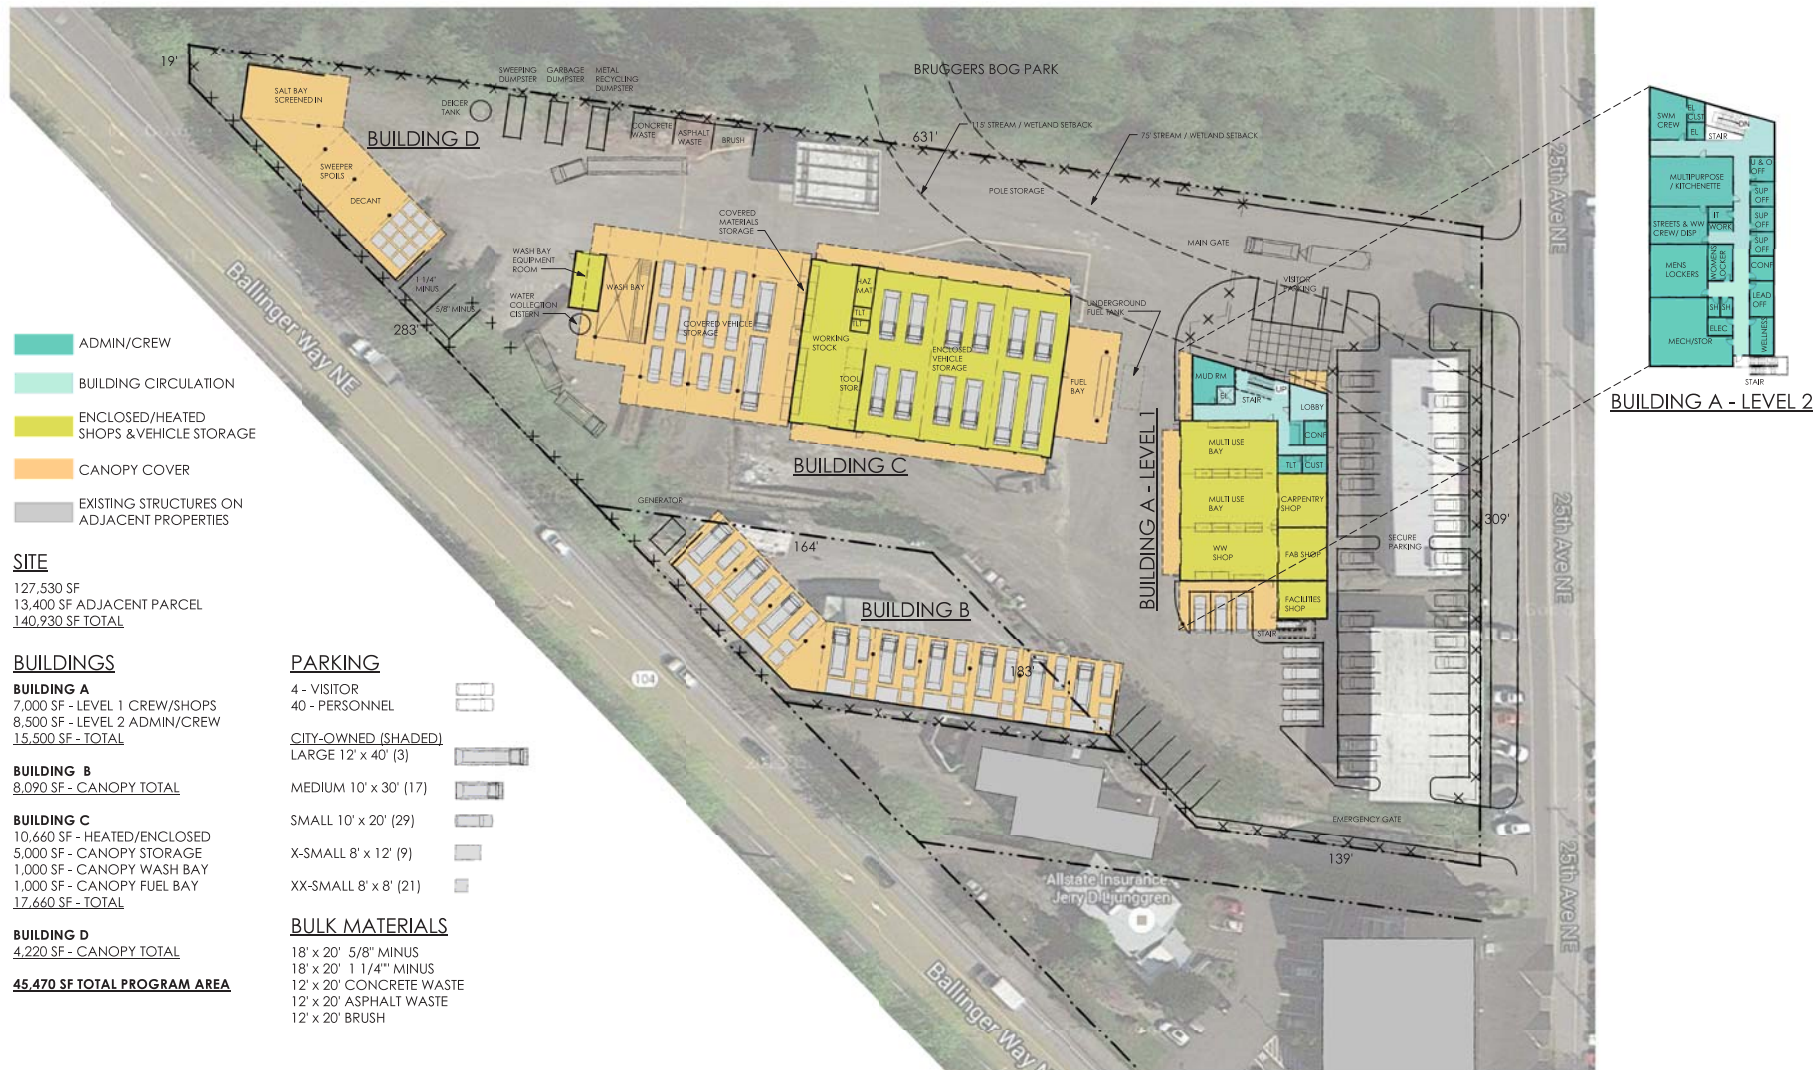 BRUGGERS BOG PARK
19'
SALT BAY
SCREENED IN
BUILDING D
SWEEPER
SPOILS
DECANT
DEICER
TANK
SWEEPING
DUMPSTER
GARBAGE
DUMPSTER
METAL
RECYCLING
DUMPSTER
CONCRETE
WASTE
ASPHALT
WASTE
BRUSH
631'
115' STREAM / WETLAND SETBACK
75' STREAM / WETLAND SETBACK
POLE STORAGE
MAIN GATE
VISITOR
PARKING
UNDERGROUND
FUEL TANK
COVERED
MATERIALS
STORAGE
WASH BAY
EQUIPMENT
ROOM
WATER
COLLECTION
CISTERN
1 1/4"
MINUS
5/8" MINUS
283'
WASH BAY
COVERED VEHICLE
STORAGE
HAZ
MAT
TLT
TLT
WORKING
STOCK
TOOL
STOR
ENCLOSED
VEHICLE
STORAGE
FUEL
BAY
BUILDING C
GENERATOR
164'
BUILDING B
183'
BUILDING A - LEVEL 1
MUD RM
EL
STAIR
UP
LOBBY
CONF
TLT
CUST
MULTI USE
BAY
MULTI USE
BAY
WW
SHOP
CARPENTRY
SHOP
FAB SHOP
FACILITIES
SHOP
STAIR
SECURE
PARKING
309'
EMERGENCY GATE
139'
Ballinger Way NE
104
Ballinger Way N
25th Ave NE
25th Ave NE
25th Ave NE
Allstate Insurance:
Jerry D Ljunggren
SWM
CREW
EL
CLST
EL
DN
STAIR
MULTIPURPOSE
/ KITCHENETTE
U & O
OFF
SUP
OFF
SUP
OFF
SUP
OFF
IT
WORK
STREETS & WW
CREW/ DISP
MENS
LOCKERS
WOMENS
LOCKER
CONF
LEAD
OFF
SH
SH
ELEC
MECH/STOR
WELLNESS
STAIR
BUILDING A - LEVEL 2
ADMIN/CREW
BUILDING CIRCULATION
ENCLOSED/HEATED
SHOPS & VEHICLE STORAGE
CANOPY COVER
EXISTING STRUCTURES ON
ADJACENT PROPERTIES
SITE
127,530 SF
13,400 SF ADJACENT PARCEL
140,930 SF TOTAL
BUILDINGS
BUILDING A
7,000 SF - LEVEL 1 CREW/SHOPS
8,500 SF - LEVEL 2 ADMIN/CREW
15,500 SF - TOTAL
BUILDING B
8,090 SF - CANOPY TOTAL
BUILDING C
10,660 SF - HEATED/ENCLOSED
5,000 SF - CANOPY STORAGE
1,000 SF - CANOPY WASH BAY
1,000 SF - CANOPY FUEL BAY
17,660 SF - TOTAL
BUILDING D
4,220 SF - CANOPY TOTAL
45,470 SF TOTAL PROGRAM AREA
PARKING
4 - VISITOR
40 - PERSONNEL
CITY-OWNED (SHADED)
LARGE 12' x 40' (3)
MEDIUM 10' x 30' (17)
SMALL 10' x 20' (29)
X-SMALL 8' x 12' (9)
XX-SMALL 8' x 8' (21)
BULK MATERIALS
18' x 20' 5/8" MINUS
18' x 20' 1 1/4"" MINUS
12' x 20' CONCRETE WASTE
12' x 20' ASPHALT WASTE
12' x 20' BRUSH